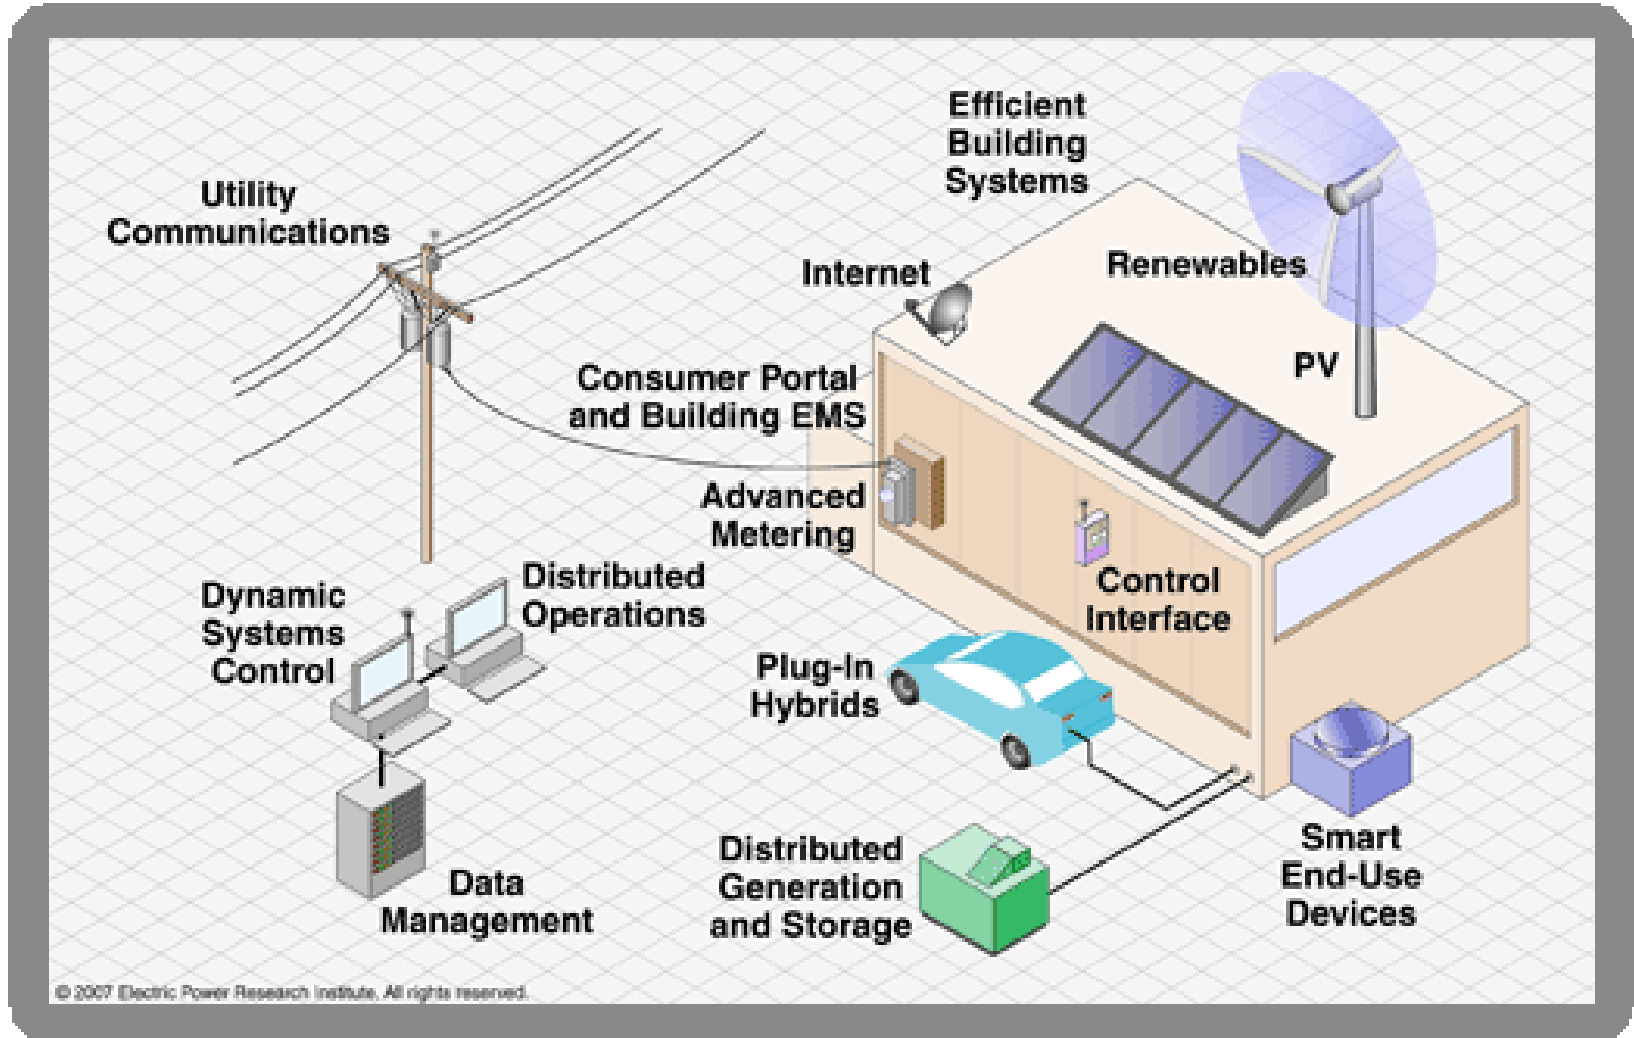 Efficient
Building
Systems
Utility
Communications
Internet
Renewables
PV
Consumer Portal
and Building EMS
Advanced
Metering
Control
Interface
Dynamic
Systems
Control
Distributed
Operations
Plug-In
Hybrids
Data
Management
Distributed
Generation
and Storage
Smart
End-Use
Devices
© 2007 Electric Power Research Institute, All rights reserved.